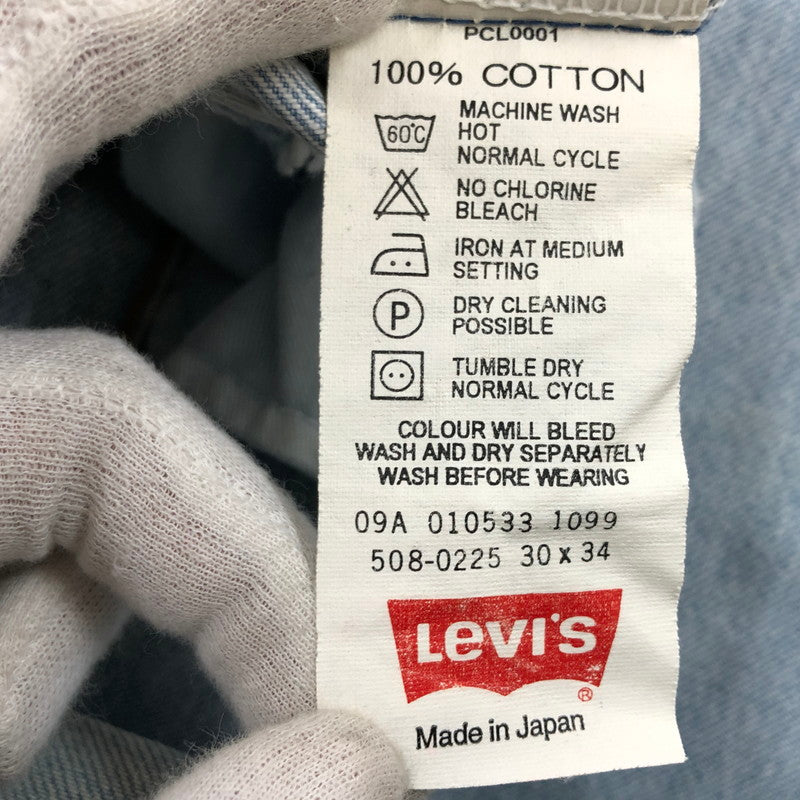 PCL0001
100% COTTON
60°C
MACHINE WASH
HOT
NORMAL CYCLE
NO CHLORINE
BLEACH
IRON AT MEDIUM
SETTING
P
DRY CLEANING
POSSIBLE
TUMBLE DRY
NORMAL CYCLE
COLOUR WILL BLEED
WASH AND DRY SEPARATELY
WASH BEFORE WEARING
09A 010533 1099
508-0225 30 x 34
LeVI'S
®
Made in Japan